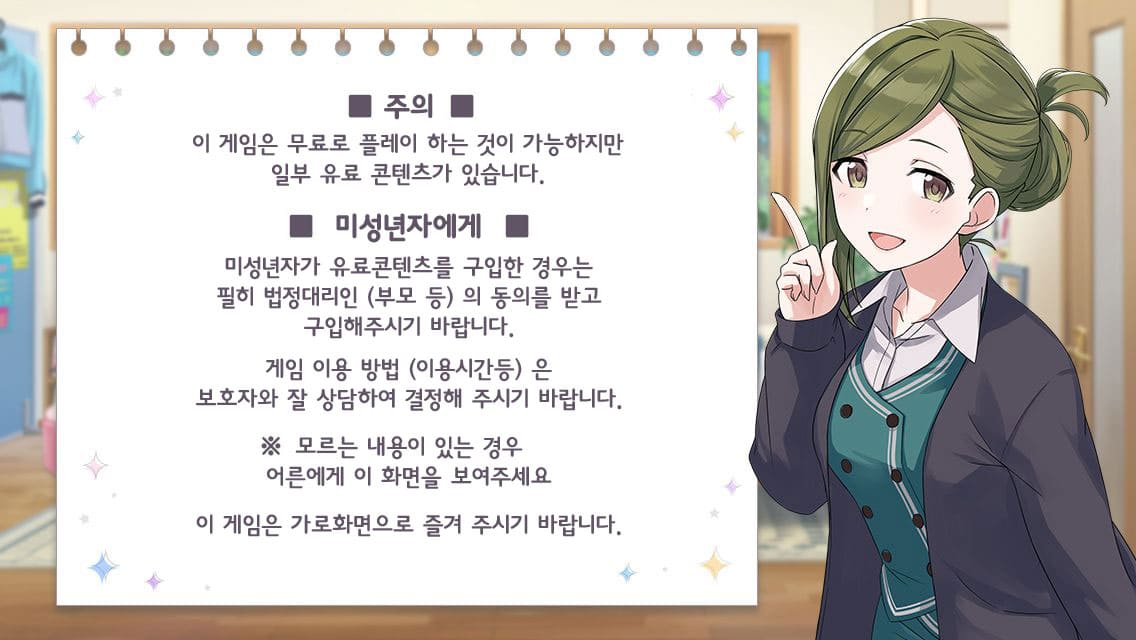 ■ 주의 ■
이 게임은 무료로 플레이 하는 것이 가능하지만
일부 유료 콘텐츠가 있습니다.
■ 미성년자에게 ■
미성년자가 유료콘텐츠를 구입한 경우는
필히 법정대리인 (부모 등) 의 동의를 받고
구입해주시기 바랍니다.
게임 이용 방법 (이용시간등) 은
보호자와 잘 상담하여 결정해 주시기 바랍니다.
※ 모르는 내용이 있는 경우
어른에게 이 화면을 보여주세요
이 게임은 가로화면으로 즐겨 주시기 바랍니다.